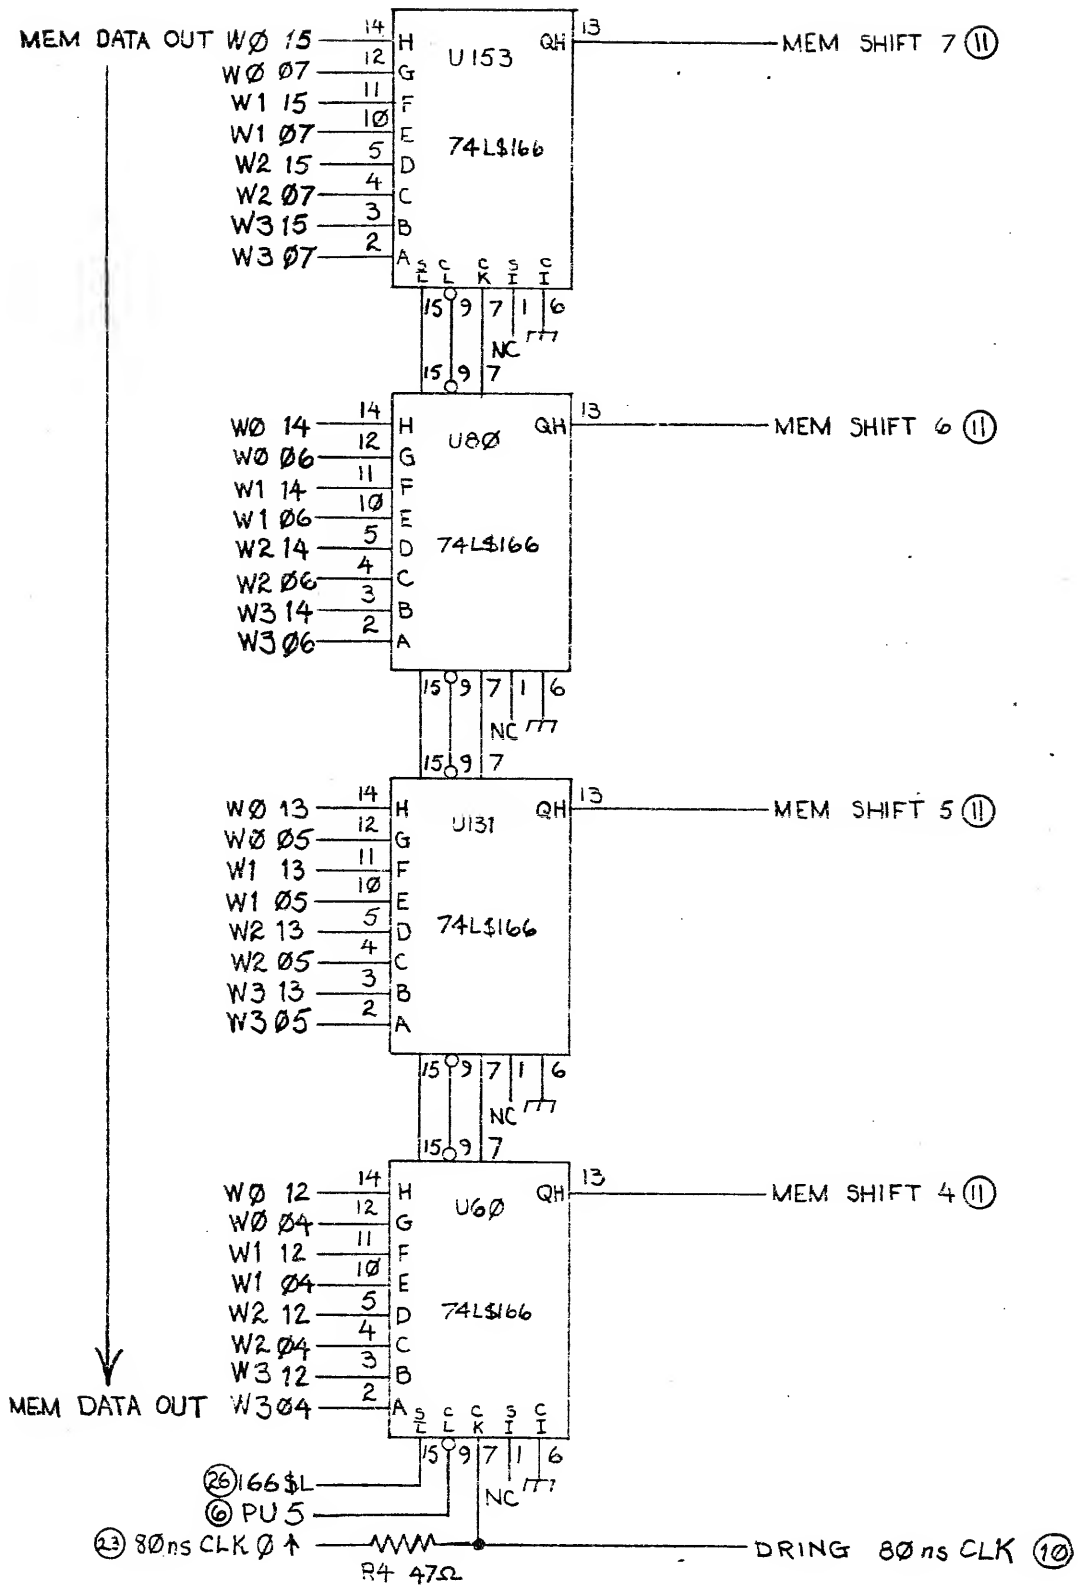 MEM DATA OUT WØ 15 14 H U153 QH 13 MEM SHIFT 7 11
WØ Ø7 12 G
W1 15 11 F
W1 Ø7 1Ø E
W2 15 5 D 74L$166
W2 Ø7 4 C
W3 15 3 B
W3 Ø7 2 A S/L CL CK SI CI
15 9 7 1 6
NC
15 9 7
WØ 14 14 H U8Ø QH 13 MEM SHIFT 6 11
WØ Ø6 12 G
W1 14 11 F
W1 Ø6 1Ø E
W2 14 5 D 74L$166
W2 Ø6 4 C
W3 14 3 B
W3 Ø6 2 A
15 9 7 1 6
NC
15 9 7
WØ 13 14 H U131 QH 13 MEM SHIFT 5 11
WØ Ø5 12 G
W1 13 11 F
W1 Ø5 1Ø E
W2 13 5 D 74L$166
W2 Ø5 4 C
W3 13 3 B
W3 Ø5 2 A
15 9 7 1 6
NC
15 9 7
WØ 12 14 H U6Ø QH 13 MEM SHIFT 4 11
WØ Ø4 12 G
W1 12 11 F
W1 Ø4 1Ø E
W2 12 5 D 74L$166
W2 Ø4 4 C
W3 12 3 B
MEM DATA OUT W3 Ø4 2 A S/L CL CK SI CI
15 9 7 1 6
26 166 $L NC
6 PU 5
23 8Øns CLK Ø ↑ DRING 8Øns CLK 10
R4 47Ω